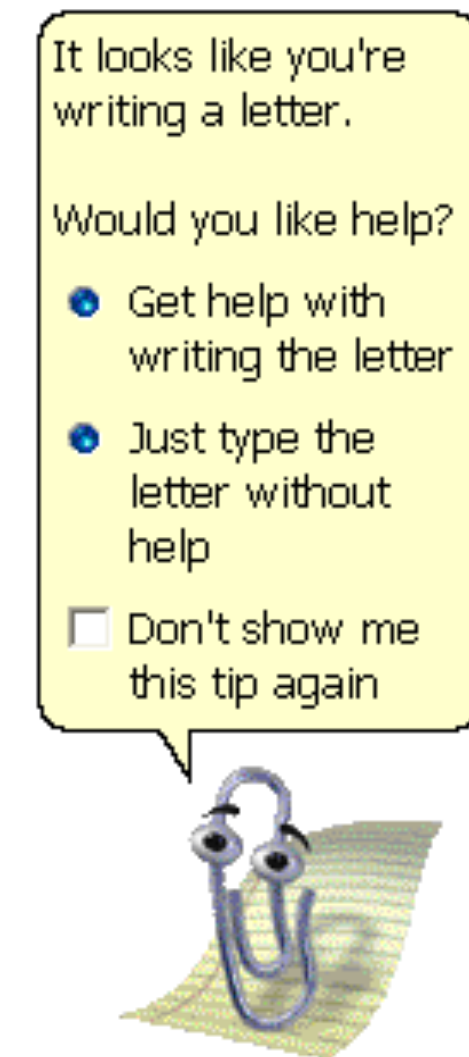 It looks like you're
writing a letter.
Would you like help?
Get help with
writing the letter
Just type the
letter without
help
Don't show me
this tip again